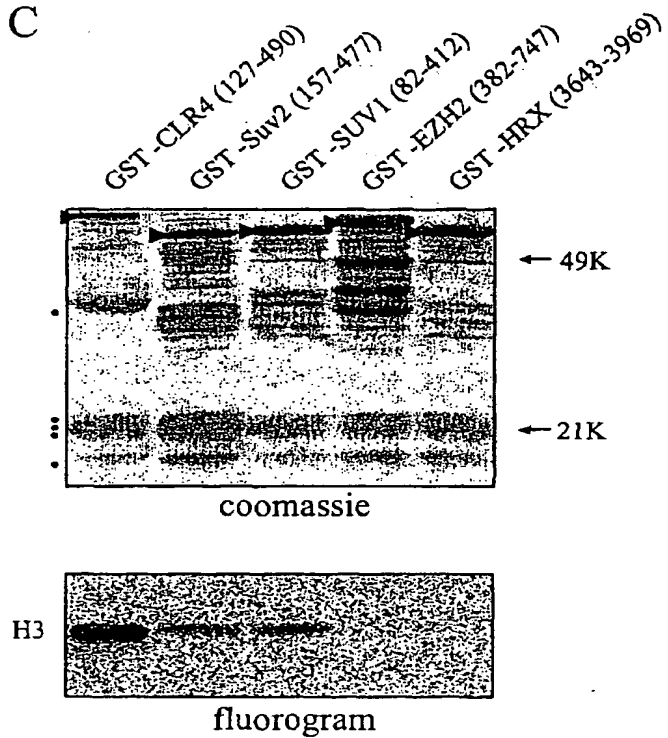 C
GST -CLR4 (127-490)
GST -Suv2 (157-477)
GST -SUV1 (82-412)
GST -EZH2 (382-747)
GST -HRX (3643-3969)
49K
21K
coomassie
H3
fluorogram